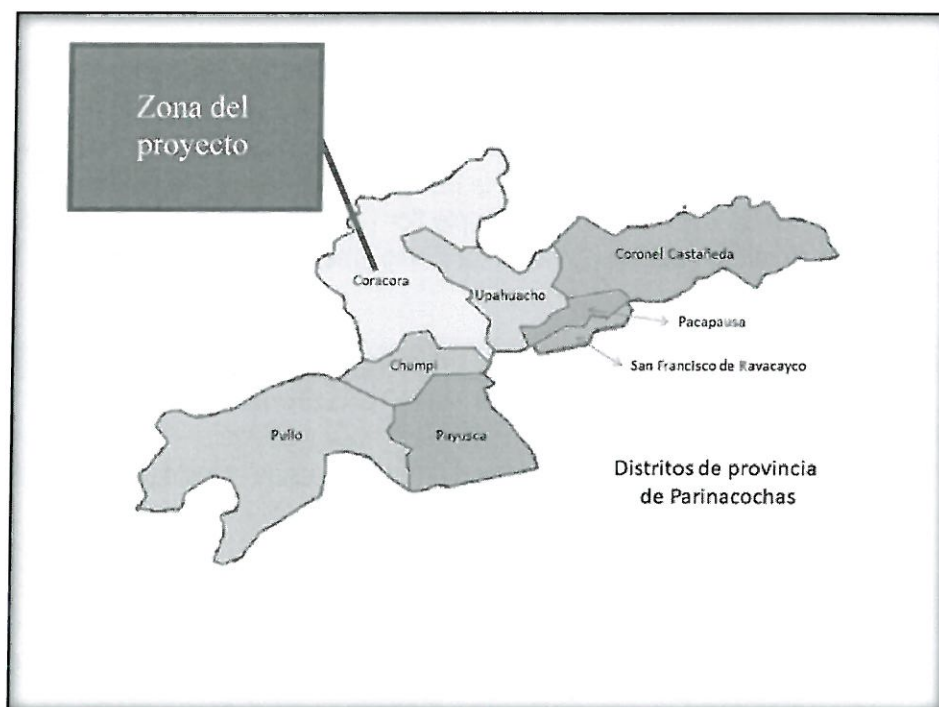 Zona del
proyecto
Coracora
Upahuacho
Coronel Castañeda
Pacapausa
San Francisco de Ravacayco
Chumpi
Pullo
Puyusca
Distritos de provincia
de Parinacochas